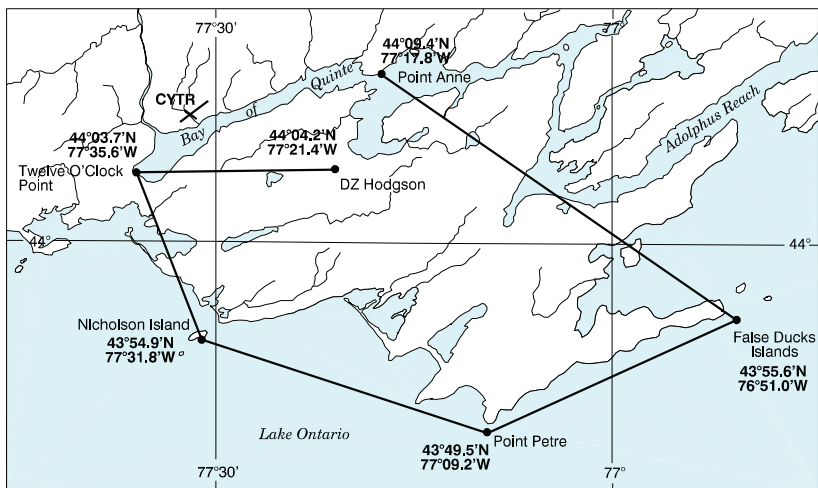 77°30'
77°
44°09.4'N
77°17.8'W
Point Anne
Quinte
of
Bay
CYTR
Adolphus Reach
44°03.7'N
77°35.6'W
Twelve O'Clock
Point
44°04.2'N
77°21.4'W
DZ Hodgson
44°
44°
Nicholson Island
43°54.9'N
77°31.8'W
False Ducks
Islands
43°55.6'N
76°51.0'W
Lake Ontario
Point Petre
43°49.5'N
77°09.2'W
77°30'
77°